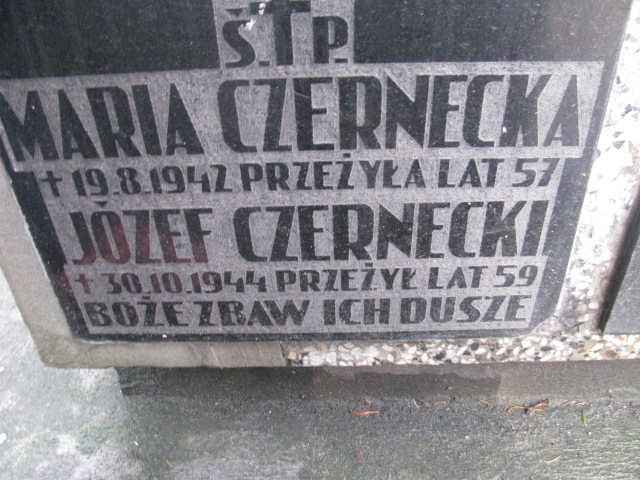 Ś.†P.
MARIA CZERNECKA
† 19.8.1942 PRZEŻYŁA LAT 57
JÓZEF CZERNECKI
† 30.10.1944 PRZEŻYŁ LAT 59
BOŻE ZBAW ICH DUSZE